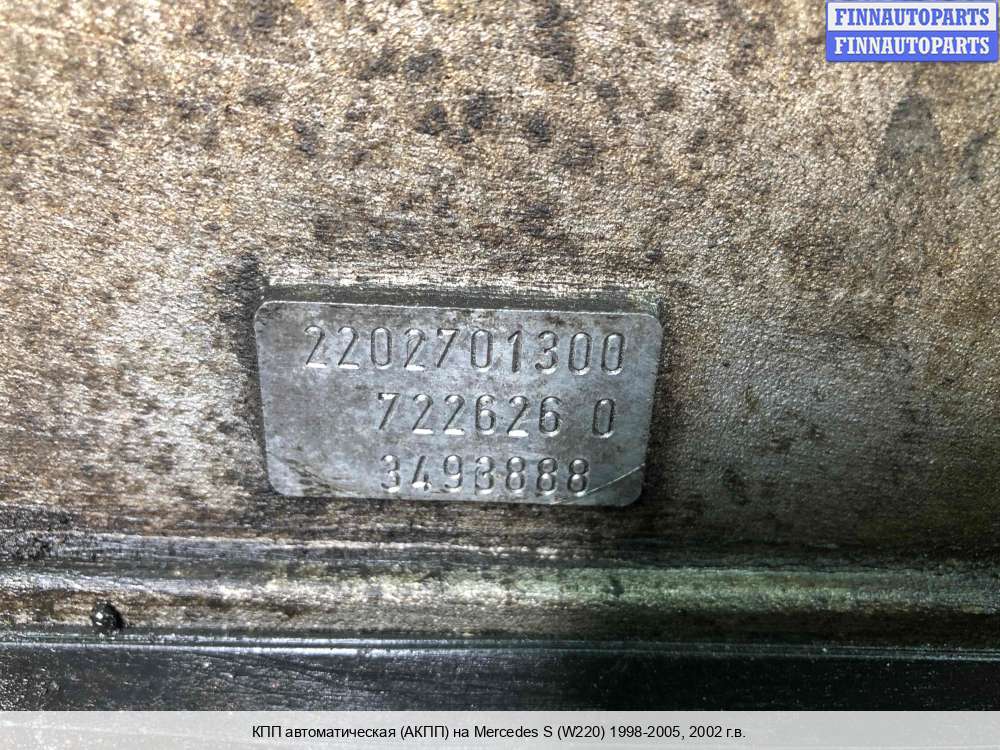 FINNAUTOPARTS
FINNAUTOPARTS
2202701300
722626 0
3493888
КПП автоматическая (АКПП) на Mercedes S (W220) 1998-2005, 2002 г.в.